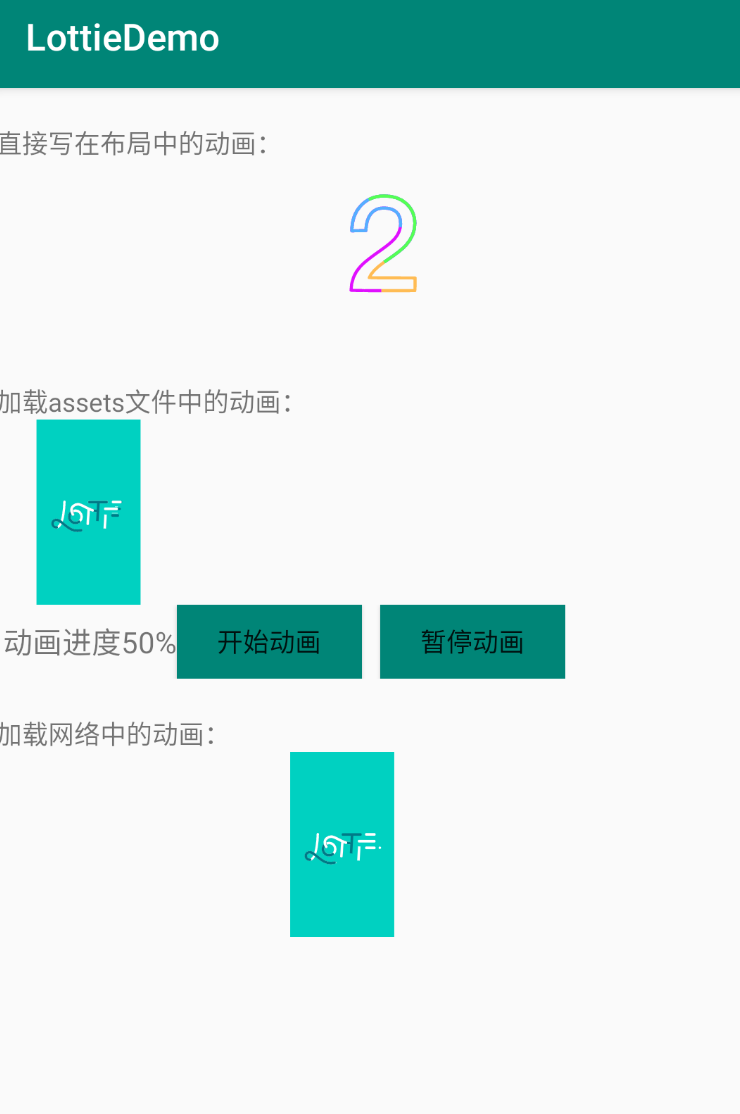 LottieDemo
直接写在布局中的动画：
2
加载assets文件中的动画：
动画进度50% 开始动画 暂停动画
加载网络中的动画：